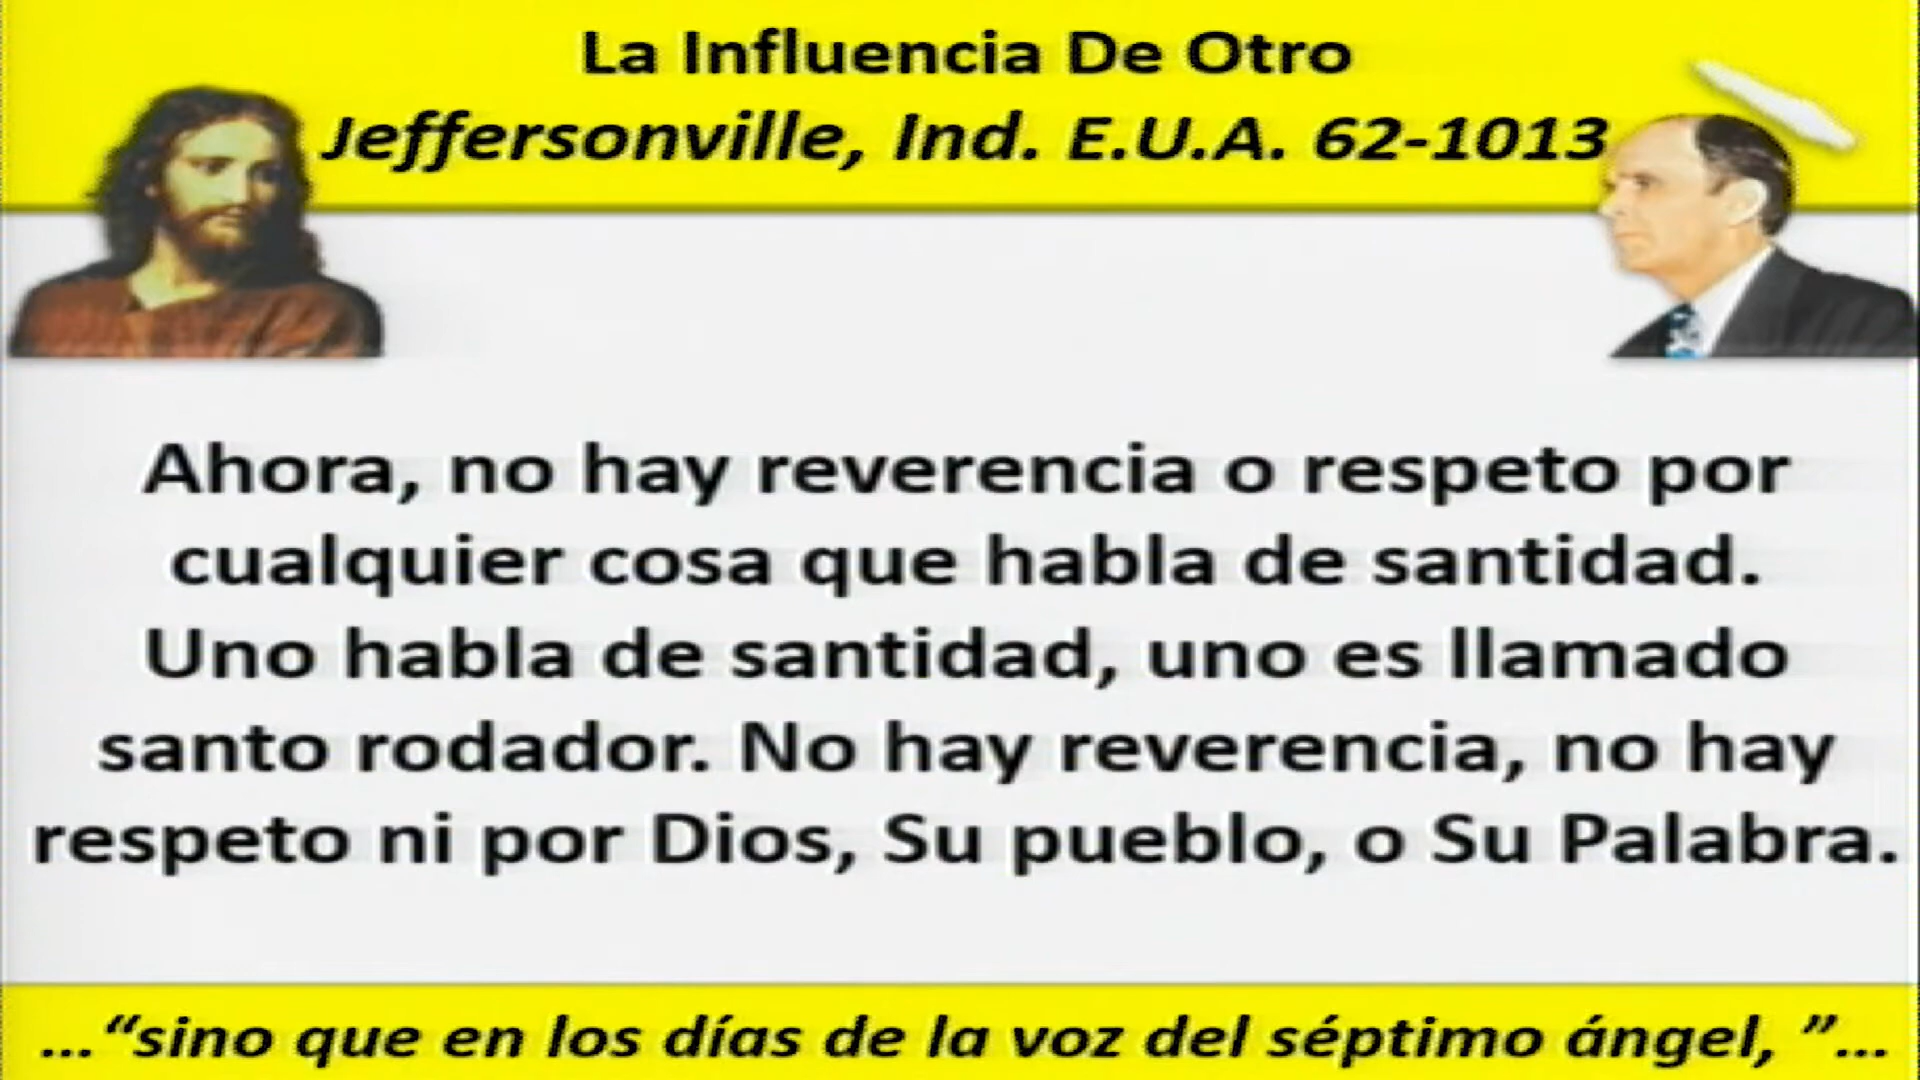 La Influencia De Otro
Jeffersonville, Ind. E.U.A. 62-1013
Ahora, no hay reverencia o respeto por
cualquier cosa que habla de santidad.
Uno habla de santidad, uno es llamado
santo rodador. No hay reverencia, no hay
respeto ni por Dios, Su pueblo, o Su Palabra.
...“sino que en los días de la voz del séptimo ángel, ”...